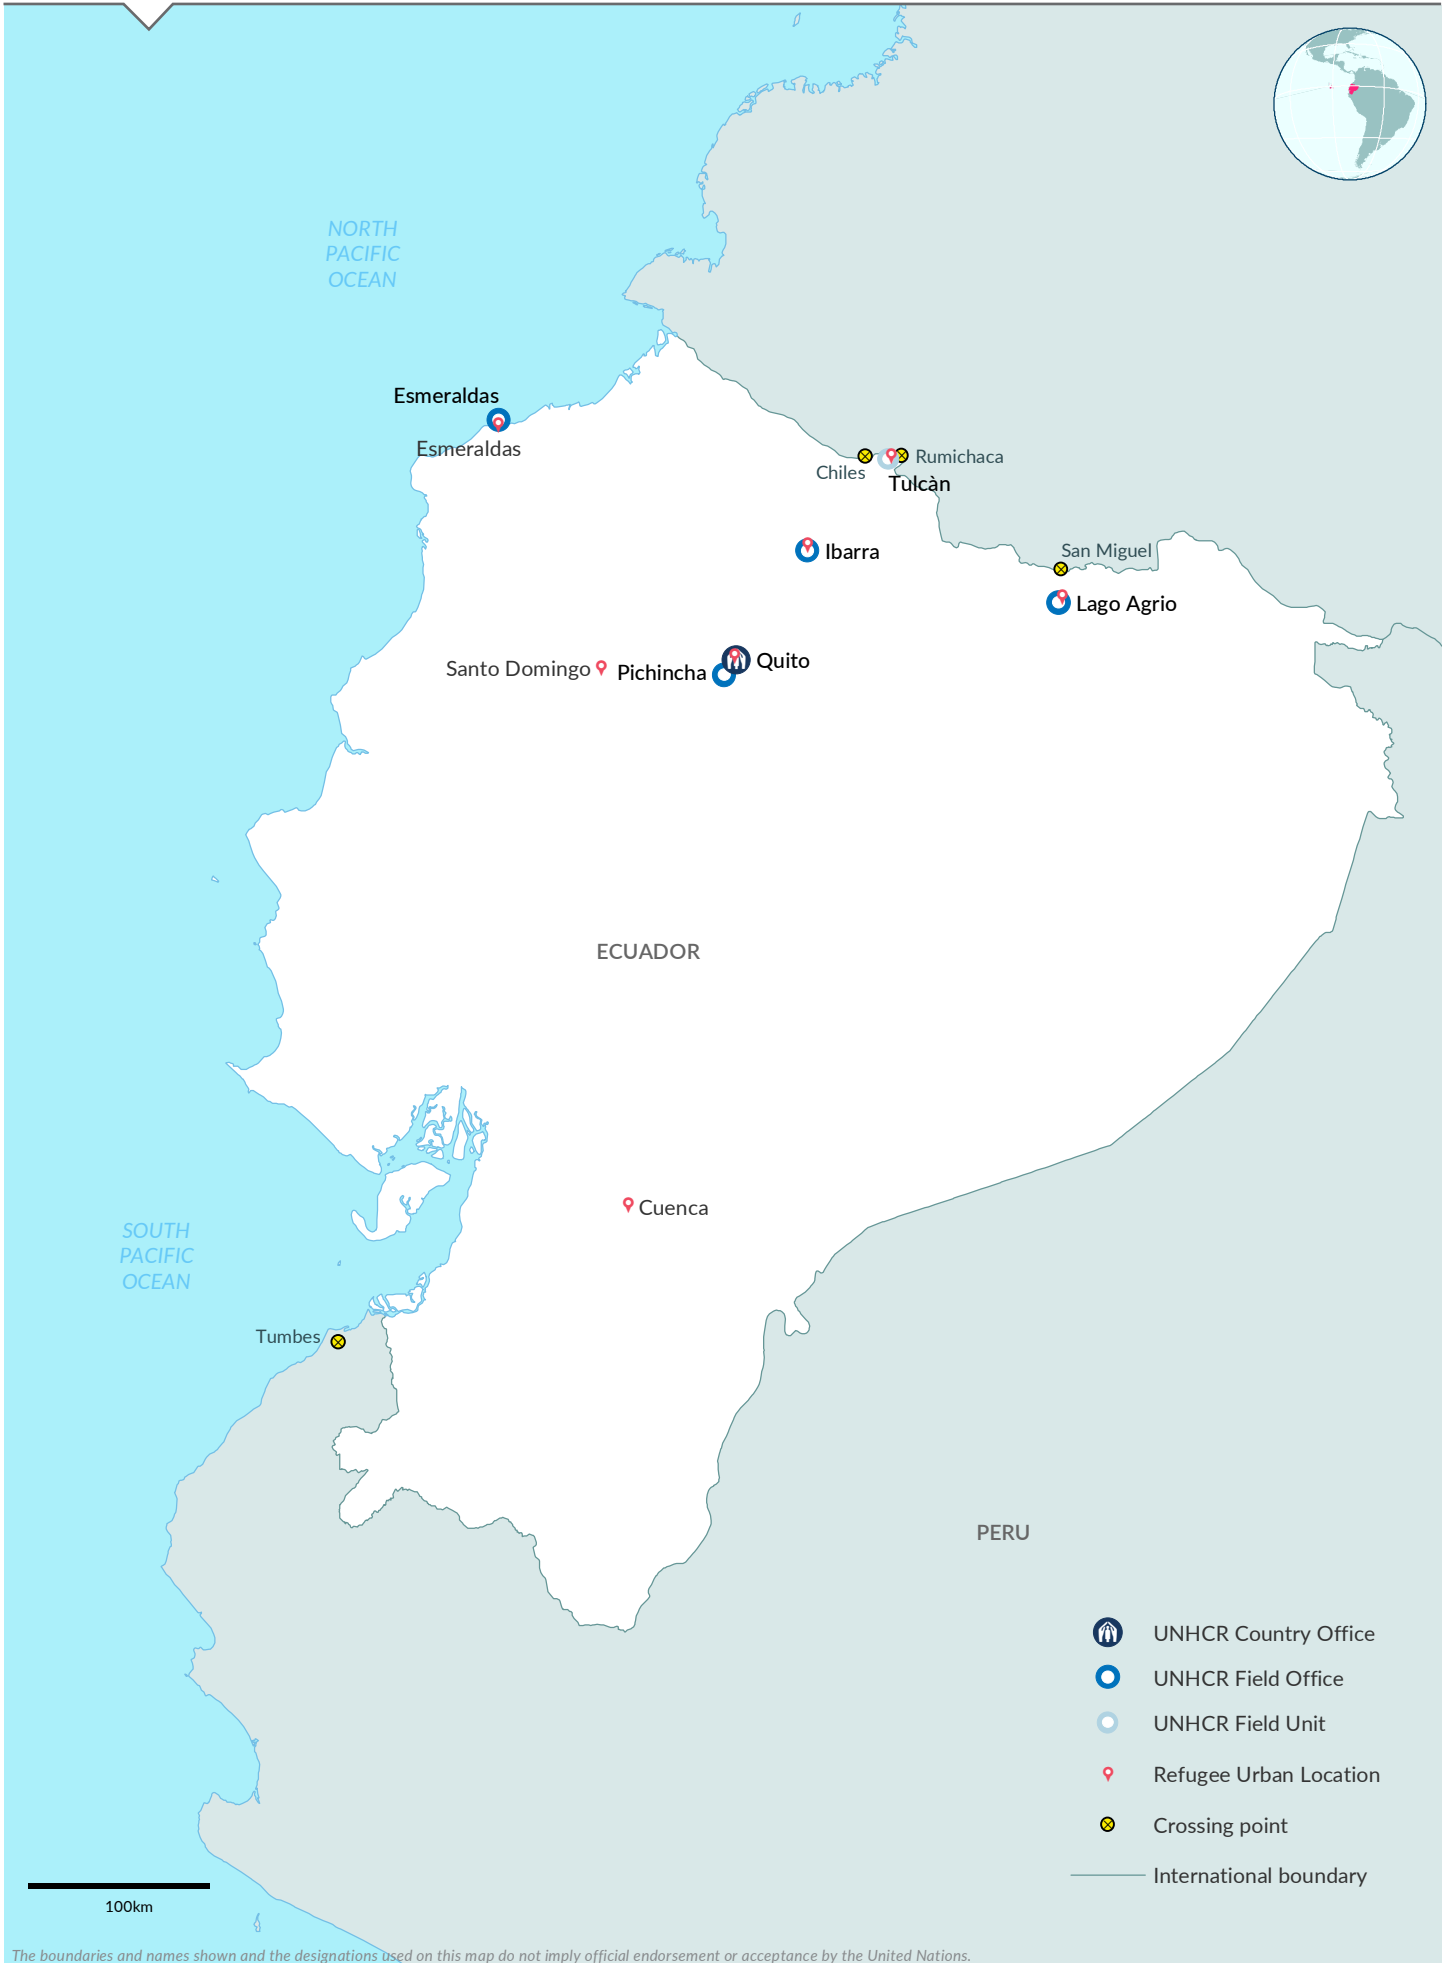 NORTH
PACIFIC
OCEAN
Esmeraldas
Esmeraldas
Chiles
Rumichaca
Tulcàn
San Miguel
Ibarra
Lago Agrio
Santo Domingo
Pichincha
Quito
ECUADOR
Cuenca
SOUTH
PACIFIC
OCEAN
Tumbes
PERU
UNHCR Country Office
UNHCR Field Office
UNHCR Field Unit
Refugee Urban Location
Crossing point
International boundary
100km
The boundaries and names shown and the designations used on this map do not imply official endorsement or acceptance by the United Nations.